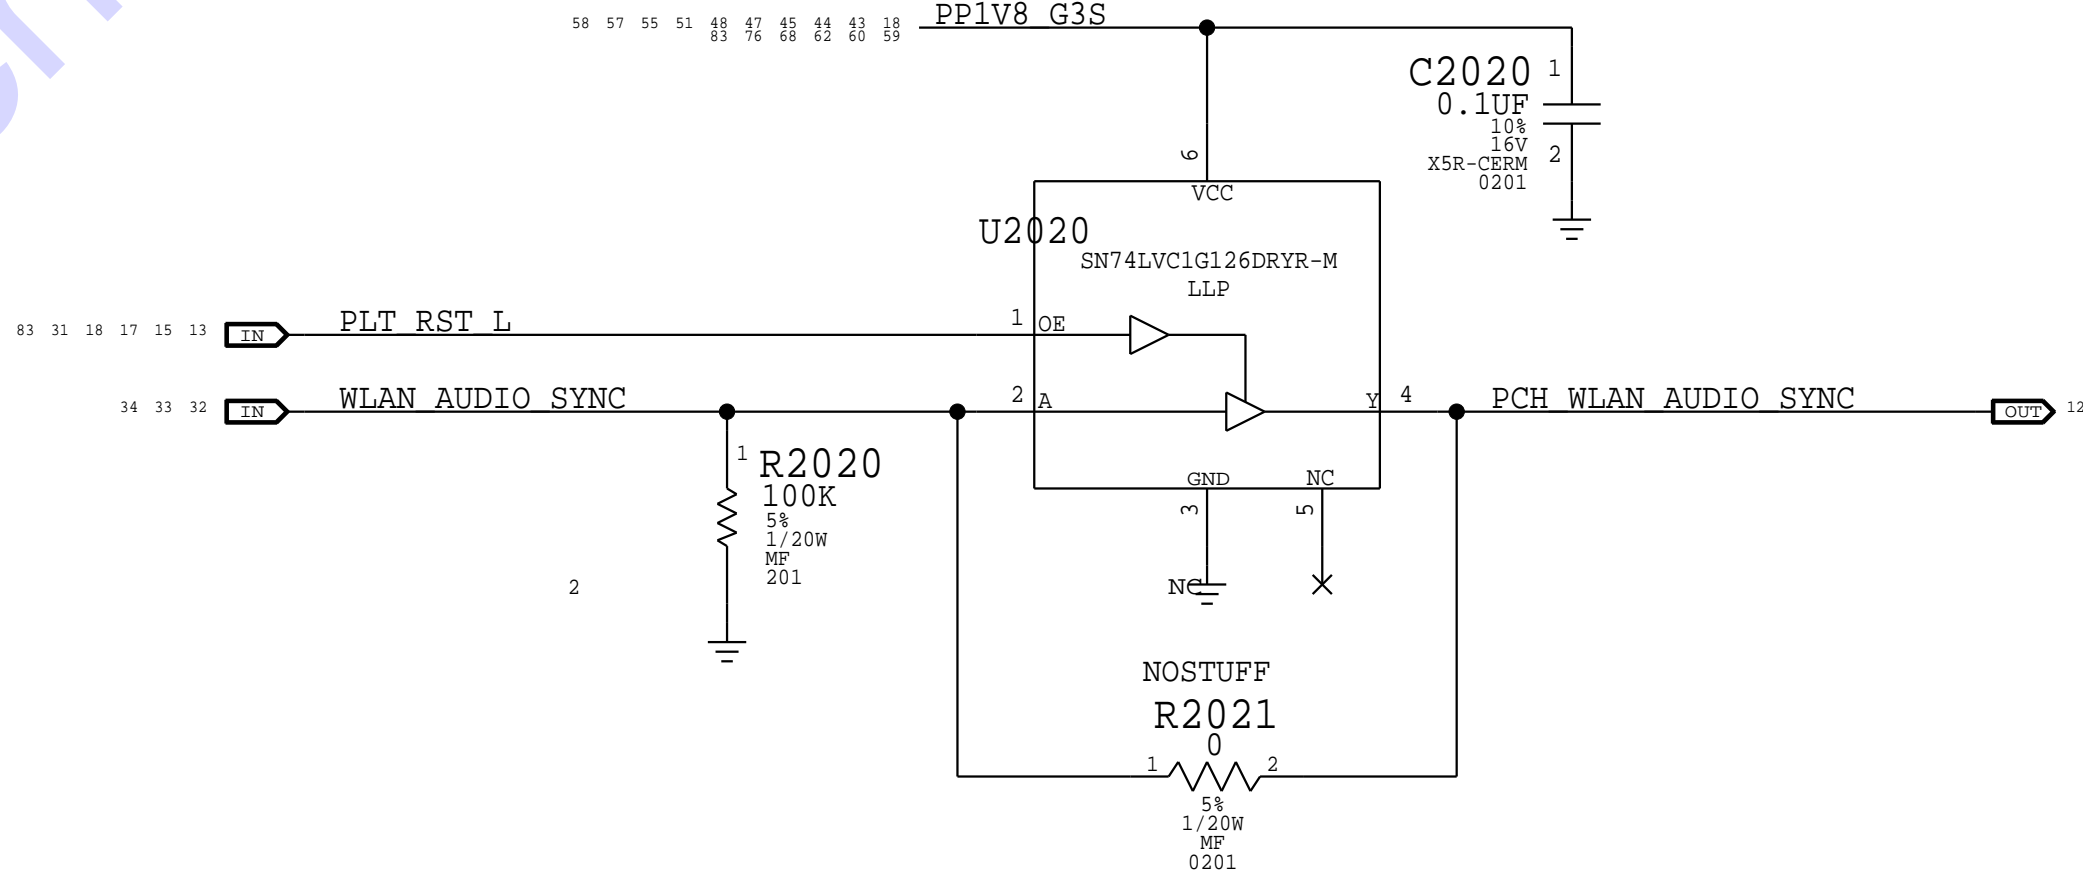 58 57 55 51 48 47 45 44 43 18
83 76 68 62 60 59
PP1V8_G3S
C2020
0.1UF
10%
16V
X5R-CERM
0201
1
2
6
VCC
U2020
SN74LVC1G126DRYR-M
LLP
83 31 18 17 15 13
IN
PLT_RST_L
1
OE
34 33 32
IN
WLAN_AUDIO_SYNC
2
A
Y
4
PCH_WLAN_AUDIO_SYNC
OUT
12
1
R2020
100K
5%
1/20W
MF
201
2
GND
NC
3
5
NC
NOSTUFF
R2021
0
1
2
5%
1/20W
MF
0201